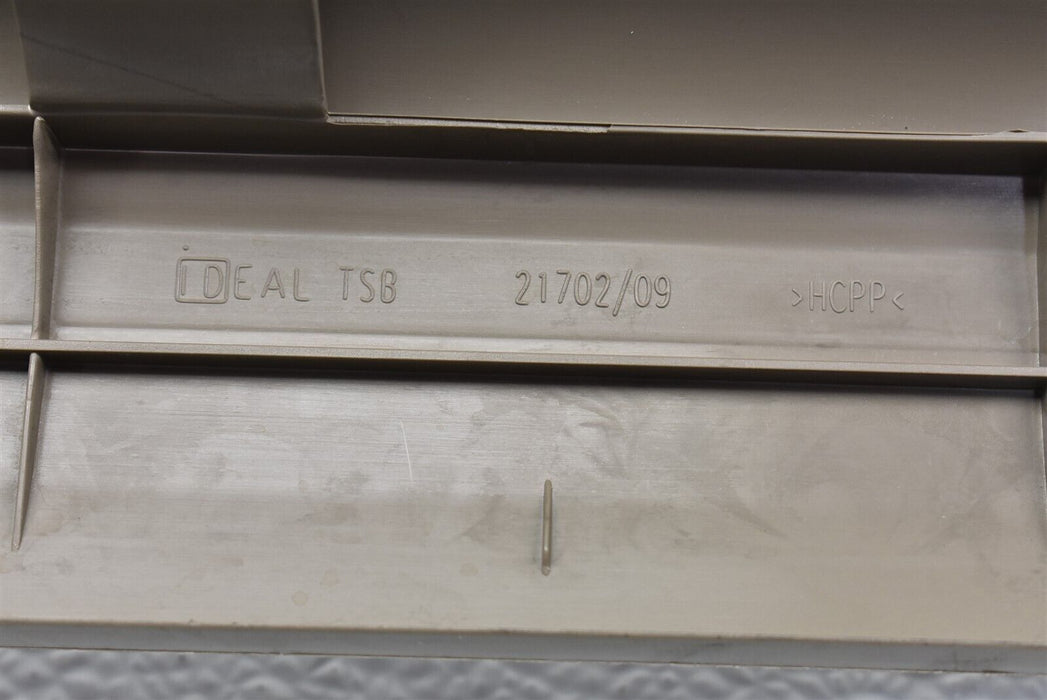 IDEAL TSB 21702/09 >HCPP<